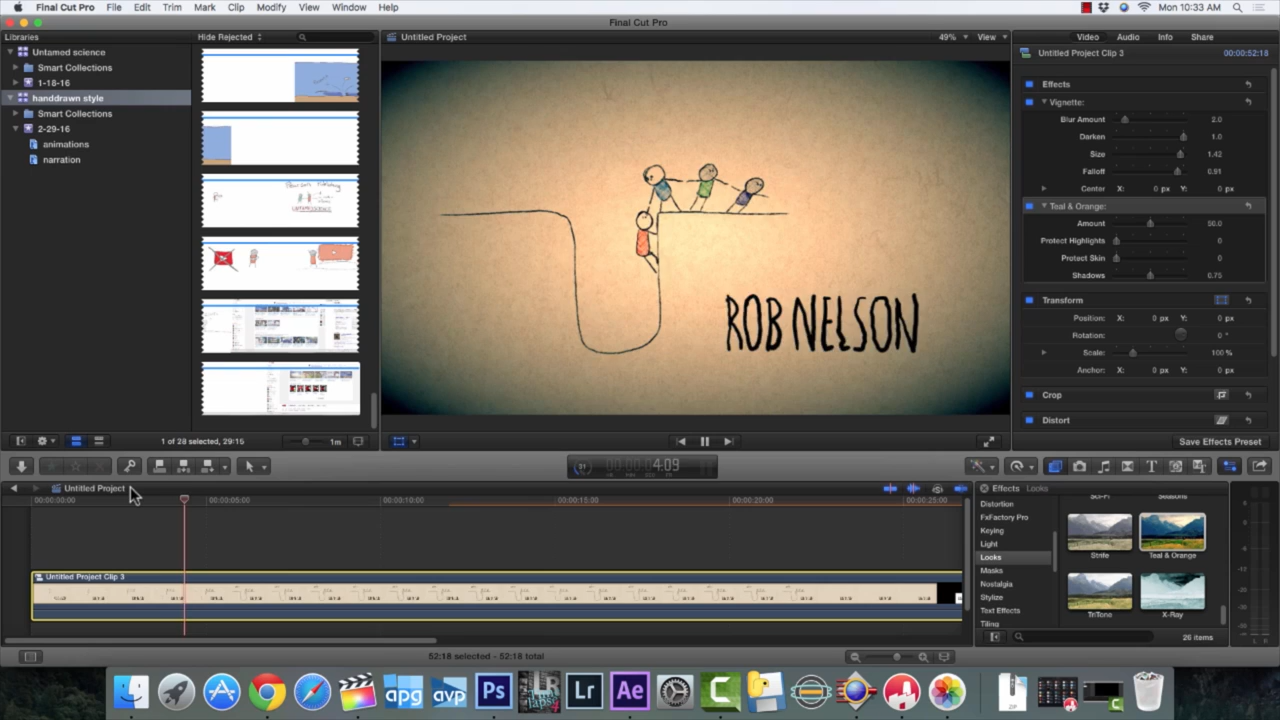 Final Cut Pro File Edit Trim Mark Clip Modify View Window Help Mon 10:33 AM
Final Cut Pro
Libraries Hide Rejected Untitled Project 49% View Video Audio Info Share
Untamed science
Smart Collections
1-18-16
handdrawn style
Smart Collections
2-29-16
animations
narration
ROB NELSON
Untitled Project Clip 3 00:00:52:18
Effects
Vignette:
Blur Amount 2.0
Darken 1.0
Size 1.42
Falloff 0.91
Center X: 0 px Y: 0 px
Teal & Orange:
Amount 50.0
Protect Highlights 0
Protect Skin 0
Shadows 0.75
Transform
Position: X: 0 px Y: 0 px
Rotation: 0 °
Scale: 100 %
Anchor: X: 0 px Y: 0 px
Crop
Distort
1 of 28 selected, 29:15 1m Save Effects Preset
4:09
Untitled Project
00:00:00:00 00:00:05:00 00:00:10:00 00:00:15:00 00:00:20:00 00:00:25:00
Untitled Project Clip 3
Effects Looks
Distortion
FxFactory Pro
Keying
Light
Looks
Masks
Nostalgia
Stylize
Text Effects
Tiling
Sci-Fi Seasons
Strife Teal & Orange
TriTone X-Ray
26 items
52:18 selected - 52:18 total
apg avp Ps Lr Ae
ZIP